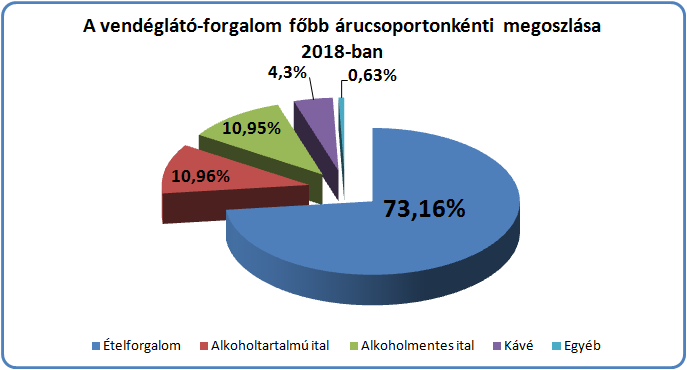 A vendéglátó-forgalom főbb árucsoportonkénti megoszlása
2018-ban
4,3%
0,63%
10,95%
10,96%
73,16%
Ételforgalom
Alkoholtartalmú ital
Alkoholmentes ital
Kávé
Egyéb